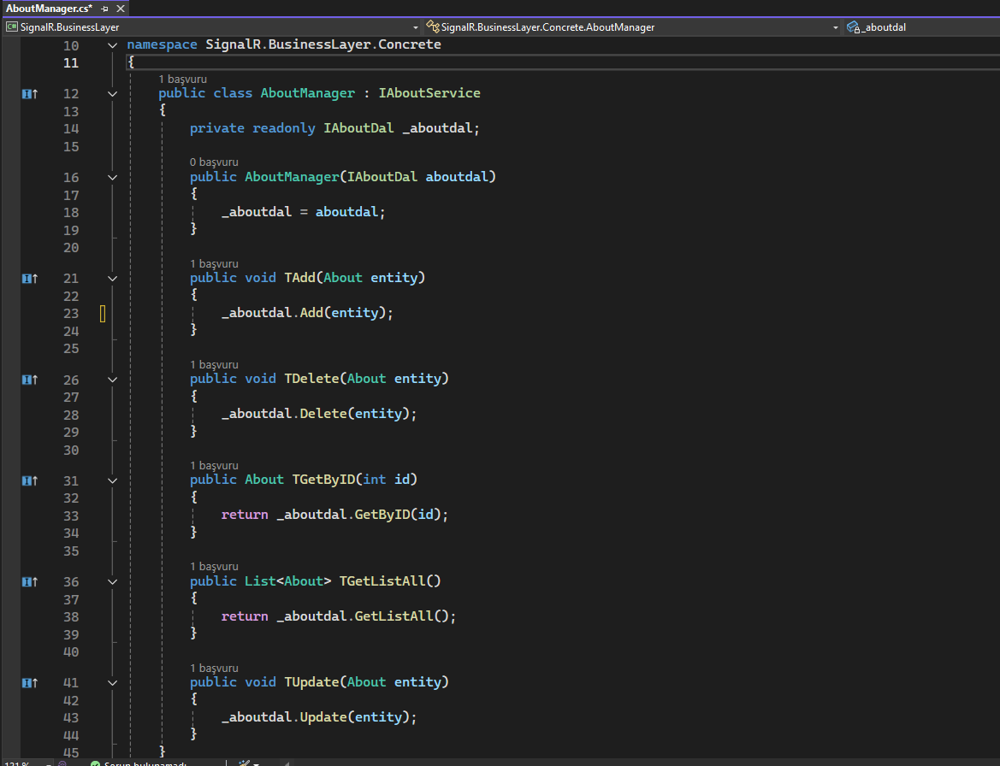 AboutManager.cs*
SignalR.BusinessLayer SignalR.BusinessLayer.Concrete.AboutManager _aboutdal
10 namespace SignalR.BusinessLayer.Concrete
11 {
1 başvuru
12 public class AboutManager : IAboutService
13 {
14 private readonly IAboutDal _aboutdal;
15
0 başvuru
16 public AboutManager(IAboutDal aboutdal)
17 {
18 _aboutdal = aboutdal;
19 }
20
1 başvuru
21 public void TAdd(About entity)
22 {
23 _aboutdal.Add(entity);
24 }
25
1 başvuru
26 public void TDelete(About entity)
27 {
28 _aboutdal.Delete(entity);
29 }
30
1 başvuru
31 public About TGetByID(int id)
32 {
33 return _aboutdal.GetByID(id);
34 }
35
1 başvuru
36 public List<About> TGetListAll()
37 {
38 return _aboutdal.GetListAll();
39 }
40
1 başvuru
41 public void TUpdate(About entity)
42 {
43 _aboutdal.Update(entity);
44 }
45 }
121 % Sorun bulunamadı